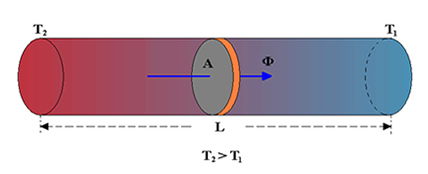 T₂ T₁
A Φ
L
T₂ > T₁